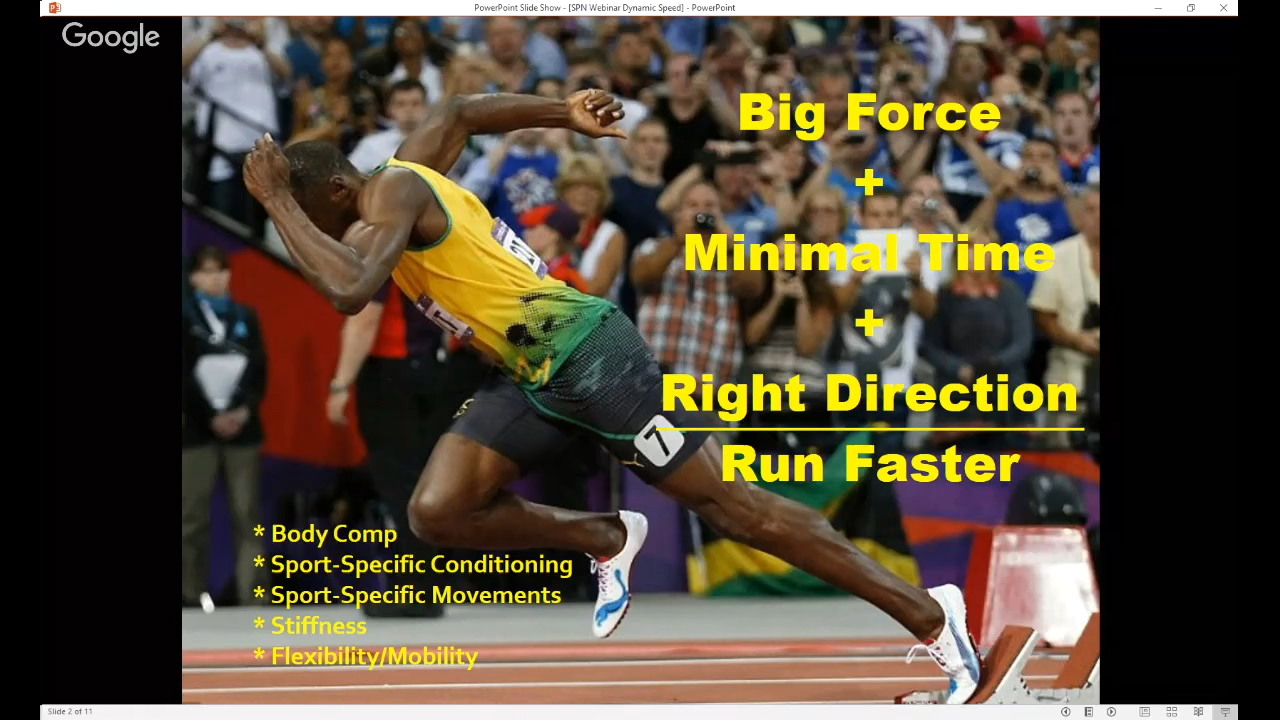 PowerPoint Slide Show - [SPN Webinar Dynamic Speed] - PowerPoint
Google
Big Force
+
Minimal Time
+
Right Direction
Run Faster
7
* Body Comp
* Sport-Specific Conditioning
* Sport-Specific Movements
* Stiffness
* Flexibility/Mobility
Slide 2 of 11